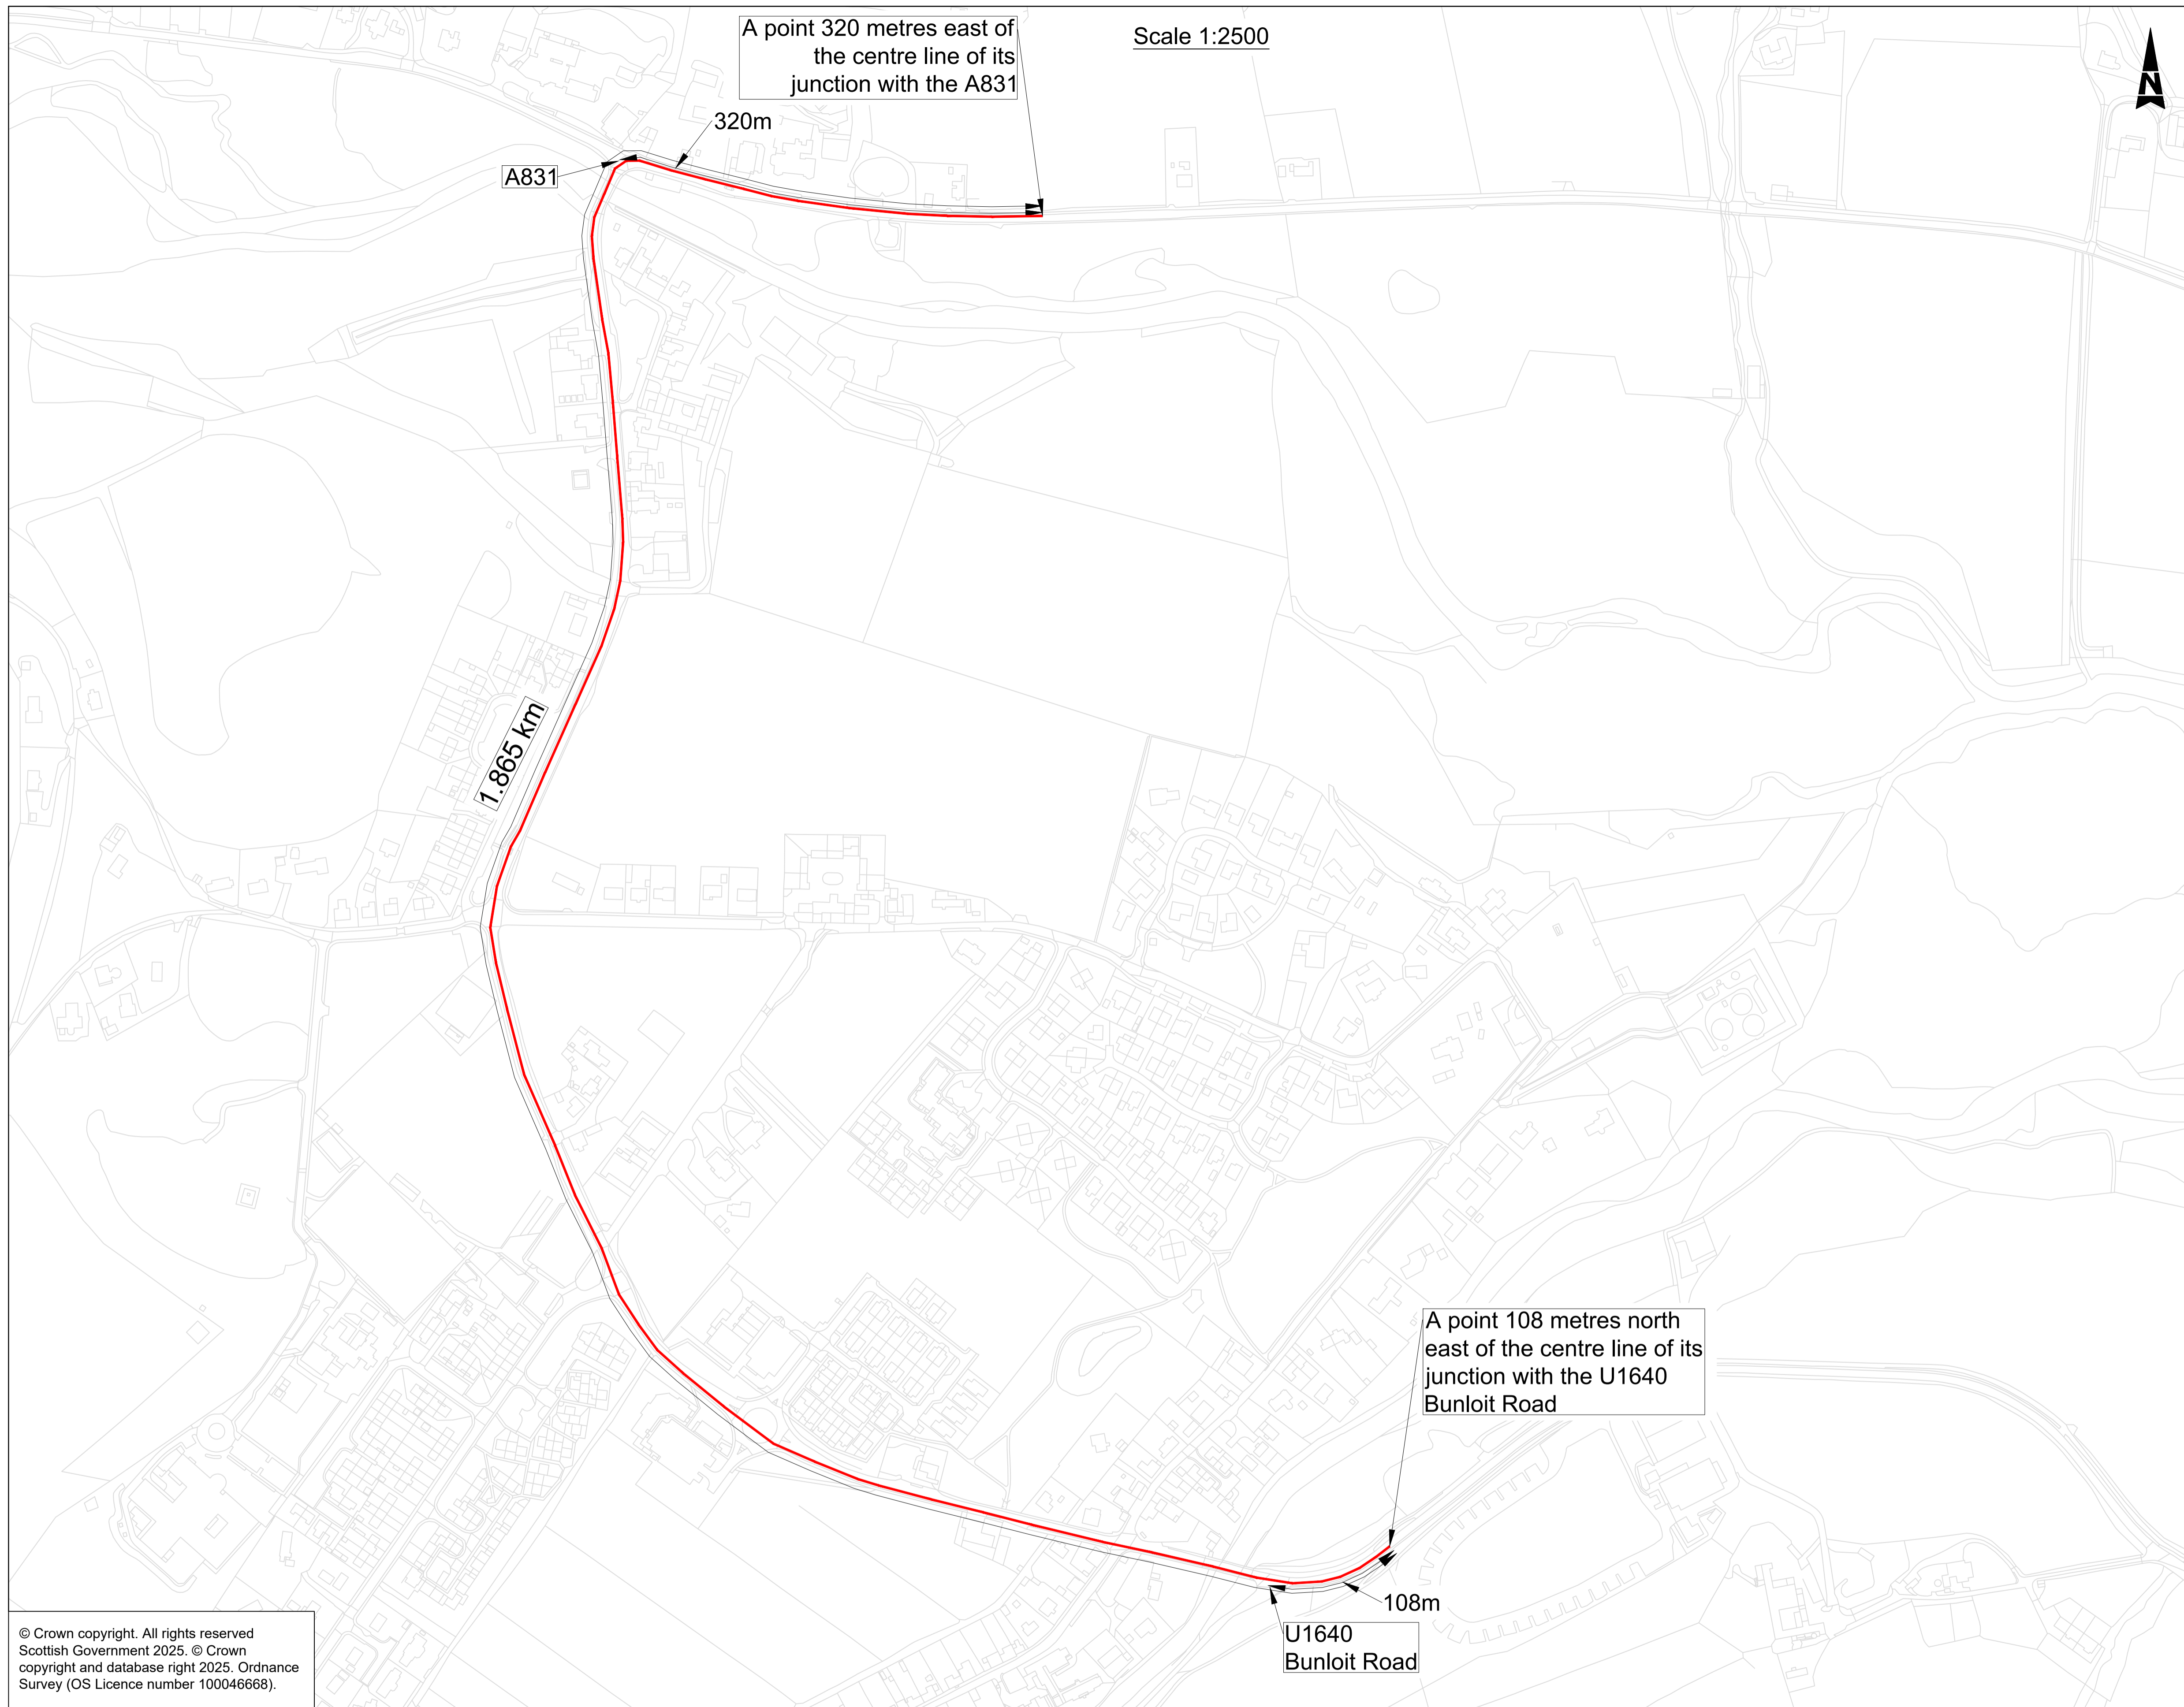 A point 320 metres east of
the centre line of its
junction with the A831
Scale 1:2500
N
320m
A831
1.865 km
A point 108 metres north
east of the centre line of its
junction with the U1640
Bunloit Road
108m
U1640
Bunloit Road
© Crown copyright. All rights reserved
Scottish Government 2025. © Crown
copyright and database right 2025. Ordnance
Survey (OS Licence number 100046668).